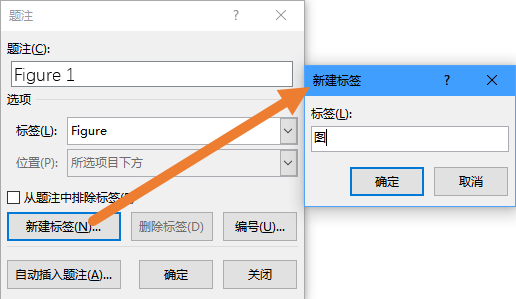 题注
?
题注(C):
Figure 1
选项
标签(L):
Figure
位置(P):
所选项目下方
从题注中排除标签(E)
新建标签(N)...
删除标签(D)
编号(U)...
自动插入题注(A)...
确定
关闭
新建标签
?
标签(L):
图
确定
取消